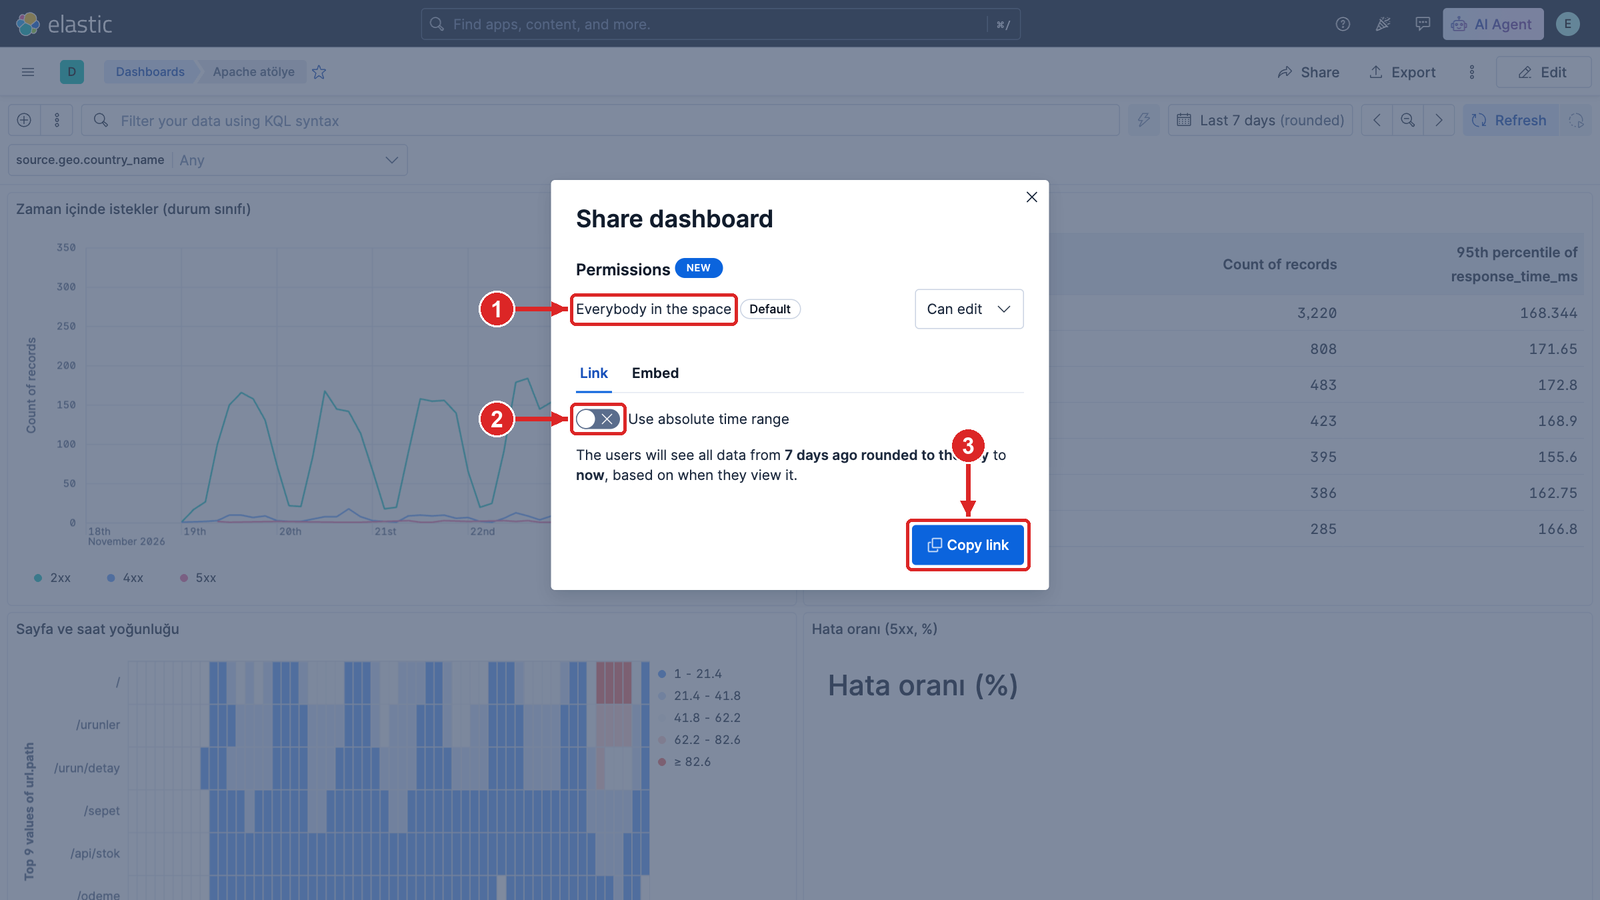 elastic
Find apps, content, and more.
⌘/
AI Agent
E
D
Dashboards
Apache atölye
Share
Export
Edit
Filter your data using KQL syntax
Last 7 days (rounded)
Refresh
source.geo.country_name
Any
Zaman içinde istekler (durum sınıfı)
Count of records
350
300
250
200
150
100
50
0
18th
19th
20th
21st
22nd
November 2026
2xx
4xx
5xx
Share dashboard
Permissions
NEW
1
Everybody in the space
Default
Can edit
Link
Embed
2
Use absolute time range
3
The users will see all data from 7 days ago rounded to the y to
now, based on when they view it.
Copy link
Count of records
95th percentile of
response_time_ms
3,220
168.344
808
171.65
483
172.8
423
168.9
395
155.6
386
162.75
285
166.8
Sayfa ve saat yoğunluğu
Top 9 values of url.path
/
/urunler
/urun/detay
/sepet
/api/stok
/odeme
1 - 21.4
21.4 - 41.8
41.8 - 62.2
62.2 - 82.6
≥ 82.6
Hata oranı (5xx, %)
Hata oranı (%)